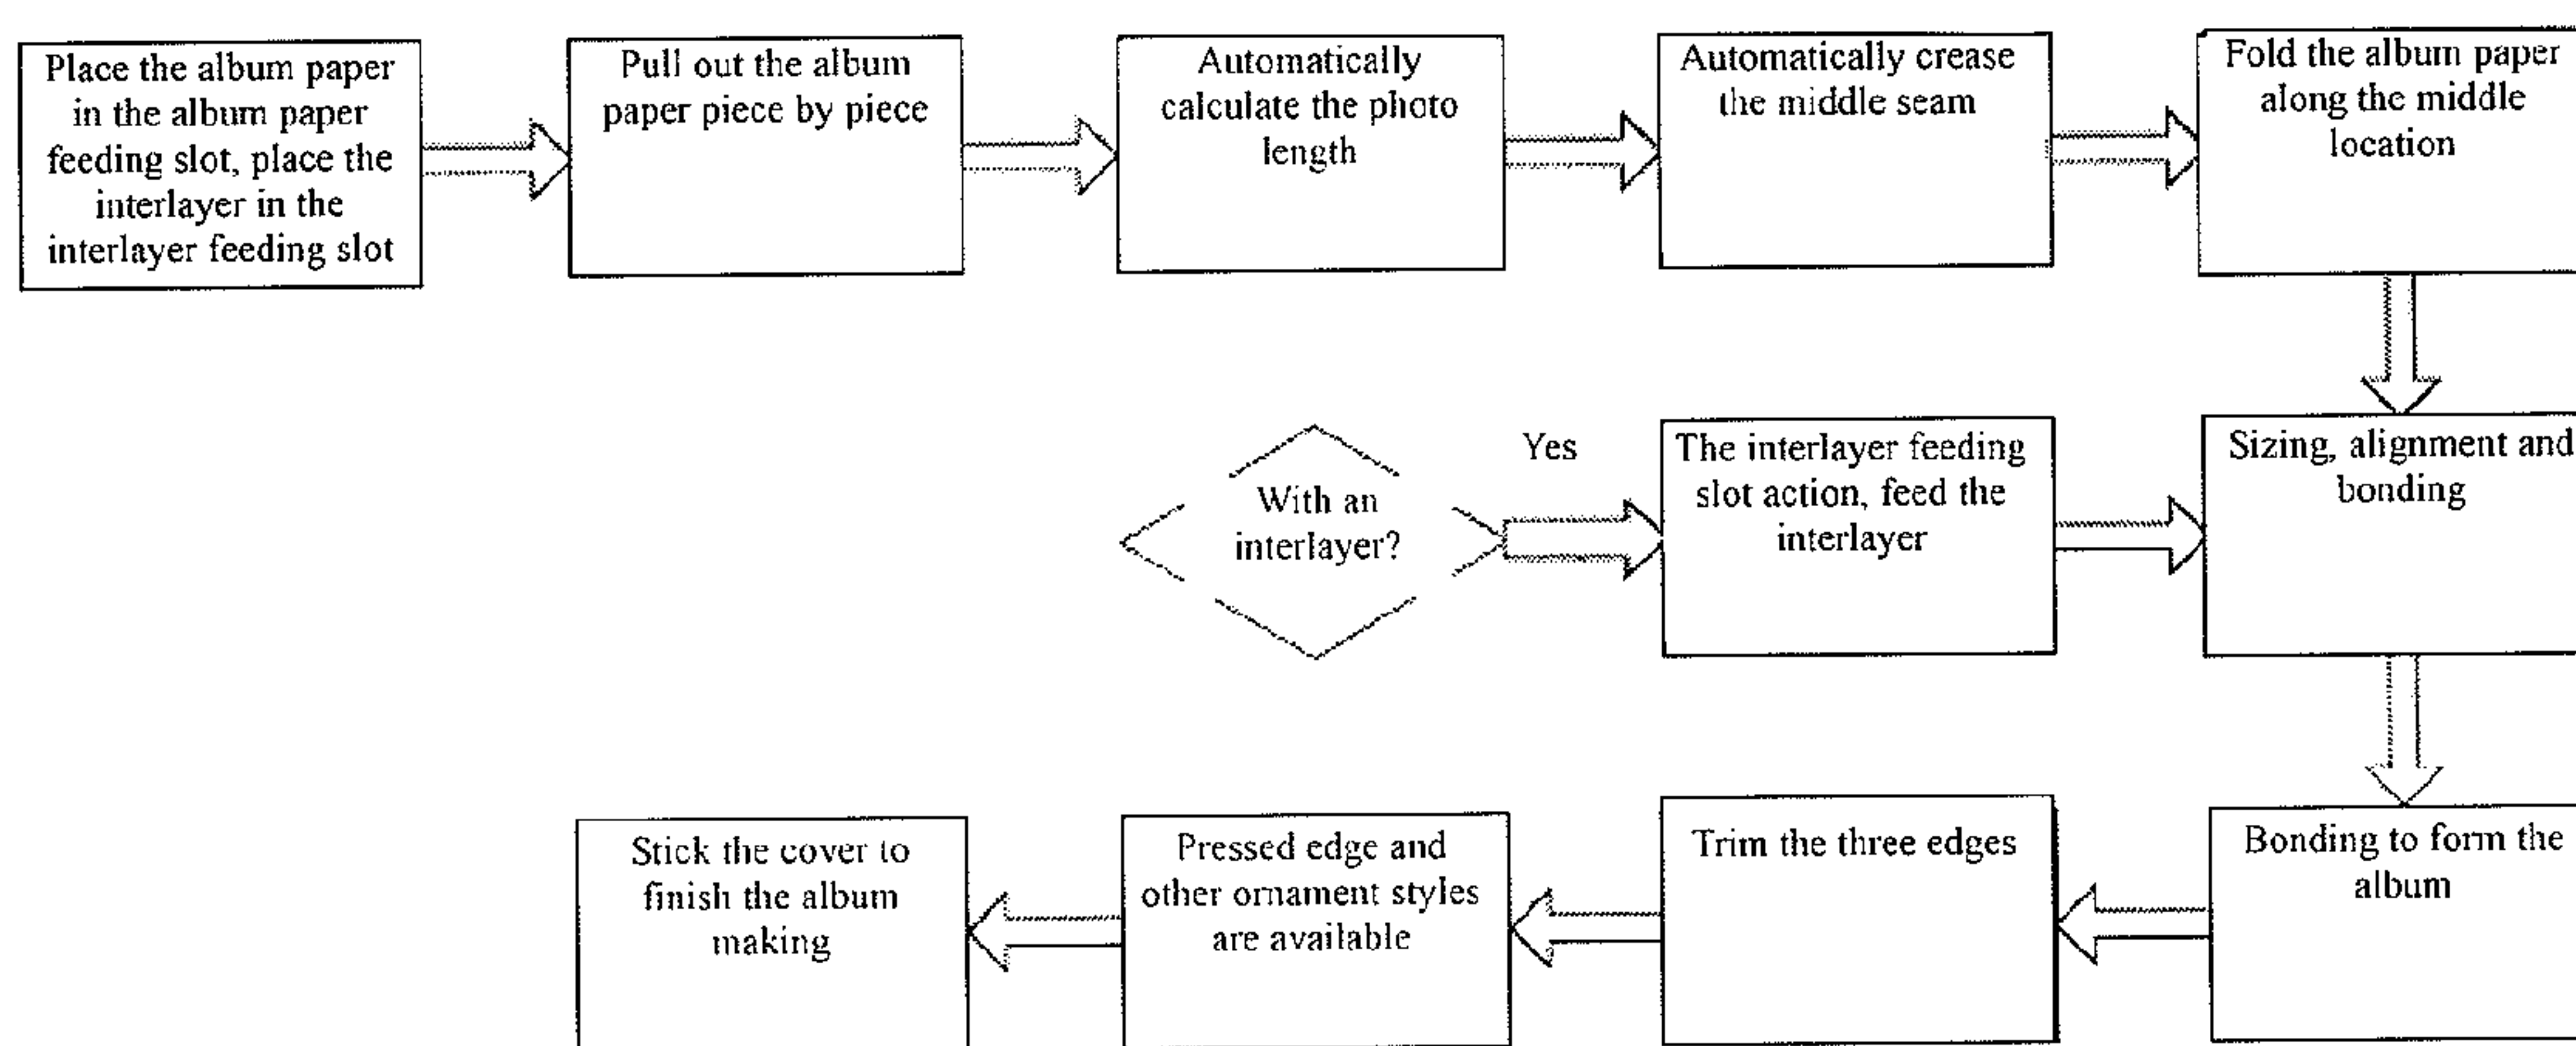 Place the album paper
in the album paper
feeding slot, place the
interlayer in the
interlayer feeding slot
Pull out the album
paper piece by piece
Automatically
calculate the photo
length
Automatically crease
the middle seam
Fold the album paper
along the middle
location
With an
interlayer?
Yes
The interlayer feeding
slot action, feed the
interlayer
Sizing, alignment and
bonding
Stick the cover to
finish the album
making
Pressed edge and
other ornament styles
are available
Trim the three edges
Bonding to form the
album